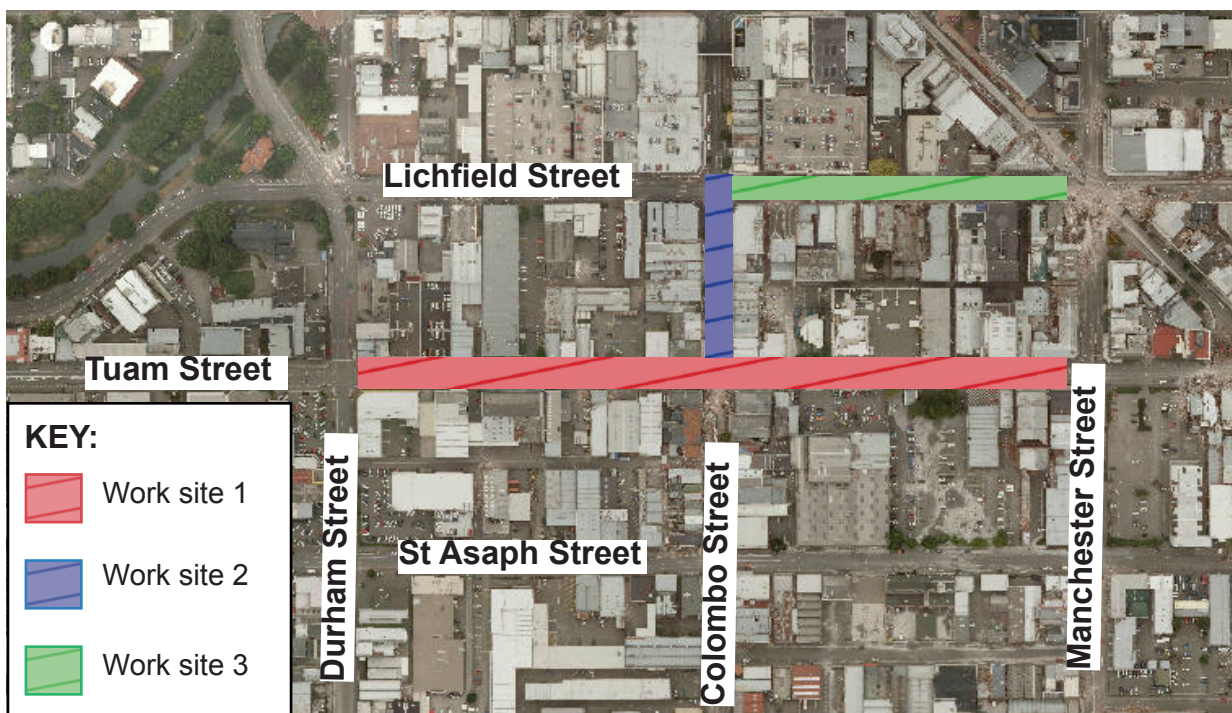 Lichfield Street
Tuam Street
KEY:
Work site 1
Work site 2
Work site 3
Durham Street
St Asaph Street
Colombo Street
Manchester Street